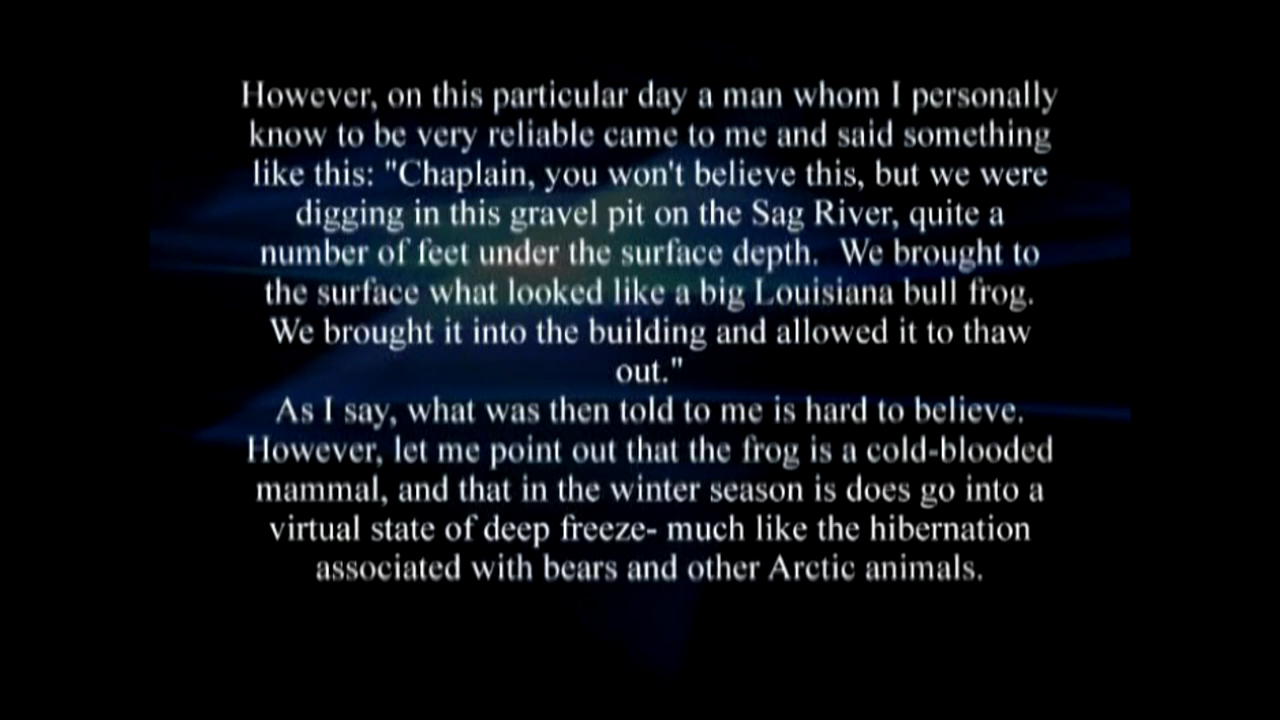 However, on this particular day a man whom I personally
know to be very reliable came to me and said something
like this: "Chaplain, you won't believe this, but we were
digging in this gravel pit on the Sag River, quite a
number of feet under the surface depth.  We brought to
the surface what looked like a big Louisiana bull frog.
We brought it into the building and allowed it to thaw
out."
As I say, what was then told to me is hard to believe.
However, let me point out that the frog is a cold-blooded
mammal, and that in the winter season is does go into a
virtual state of deep freeze- much like the hibernation
associated with bears and other Arctic animals.